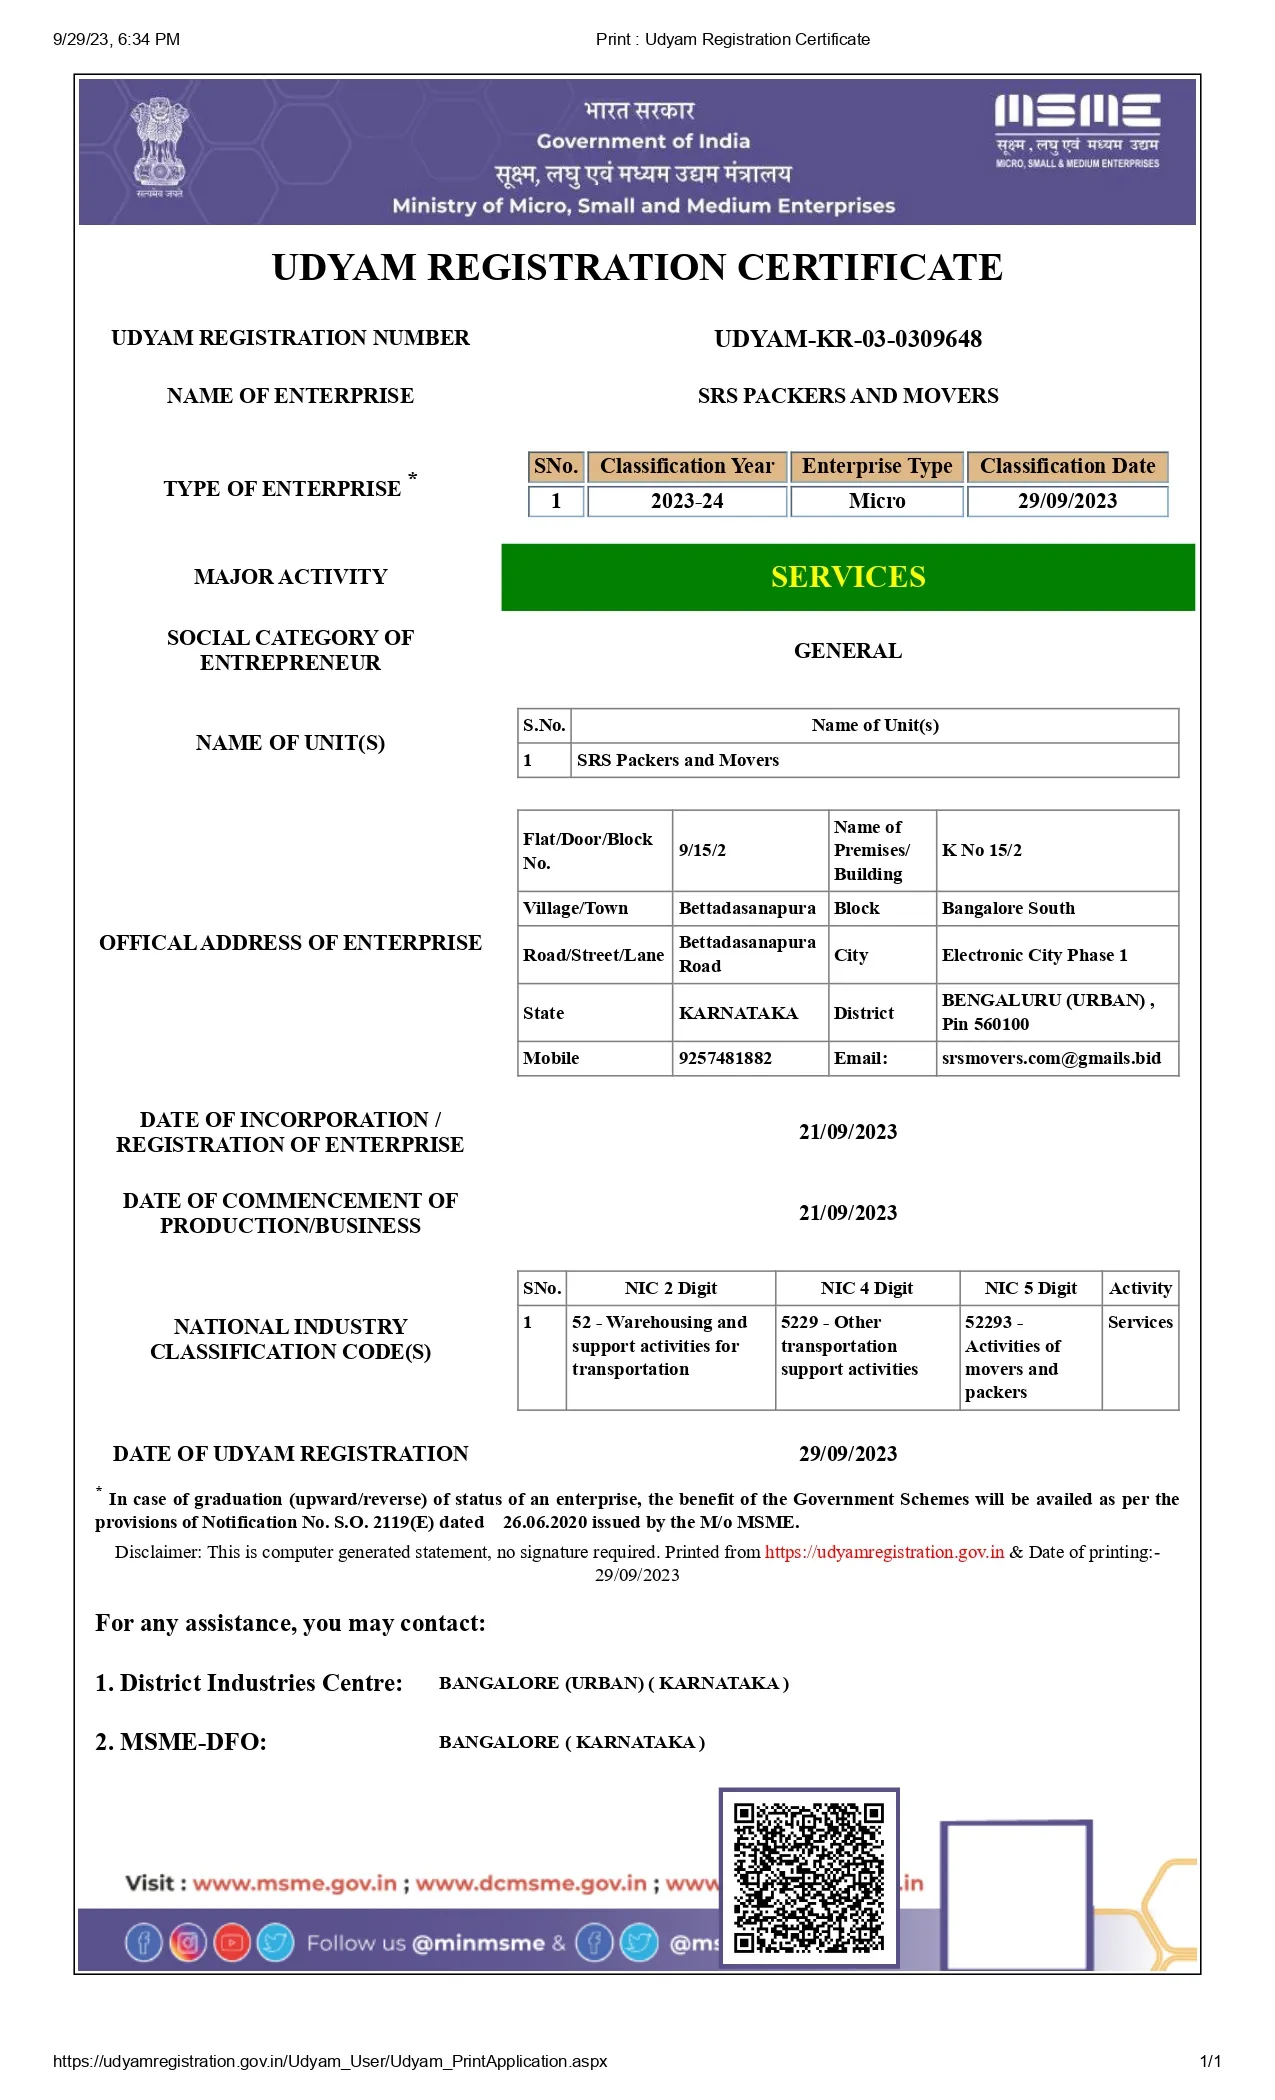 9/29/23, 6:34 PM Print : Udyam Registration Certificate
भारत सरकार
Government of India
सूक्ष्म, लघु एवं मध्यम उद्यम मंत्रालय
Ministry of Micro, Small and Medium Enterprises
सत्यमेव जयते
MSME
सूक्ष्म, लघु एवं मध्यम उद्यम
MICRO, SMALL & MEDIUM ENTERPRISES
UDYAM REGISTRATION CERTIFICATE
UDYAM REGISTRATION NUMBER UDYAM-KR-03-0309648
NAME OF ENTERPRISE SRS PACKERS AND MOVERS
TYPE OF ENTERPRISE *
SNo. Classification Year Enterprise Type Classification Date
1 2023-24 Micro 29/09/2023
MAJOR ACTIVITY SERVICES
SOCIAL CATEGORY OF
ENTREPRENEUR
GENERAL
NAME OF UNIT(S)
S.No. Name of Unit(s)
1 SRS Packers and Movers
OFFICAL ADDRESS OF ENTERPRISE
Flat/Door/Block
No.
9/15/2
Name of
Premises/
Building
K No 15/2
Village/Town Bettadasanapura Block Bangalore South
Road/Street/Lane
Bettadasanapura
Road
City Electronic City Phase 1
State KARNATAKA District
BENGALURU (URBAN) ,
Pin 560100
Mobile 9257481882 Email: srsmovers.com@gmails.bid
DATE OF INCORPORATION /
REGISTRATION OF ENTERPRISE
21/09/2023
DATE OF COMMENCEMENT OF
PRODUCTION/BUSINESS
21/09/2023
NATIONAL INDUSTRY
CLASSIFICATION CODE(S)
SNo. NIC 2 Digit NIC 4 Digit NIC 5 Digit Activity
1 52 - Warehousing and 5229 - Other 52293 - Services
support activities for transportation Activities of
transportation support activities movers and
packers
DATE OF UDYAM REGISTRATION 29/09/2023
* In case of graduation (upward/reverse) of status of an enterprise, the benefit of the Government Schemes will be availed as per the
provisions of Notification No. S.O. 2119(E) dated 26.06.2020 issued by the M/o MSME.
Disclaimer: This is computer generated statement, no signature required. Printed from https://udyamregistration.gov.in & Date of printing:-
29/09/2023
For any assistance, you may contact:
1. District Industries Centre: BANGALORE (URBAN) ( KARNATAKA )
2. MSME-DFO: BANGALORE ( KARNATAKA )
Visit : www.msme.gov.in ; www.dcmsme.gov.in ; www .in
Follow us @minmsme & @ms
https://udyamregistration.gov.in/Udyam_User/Udyam_PrintApplication.aspx 1/1